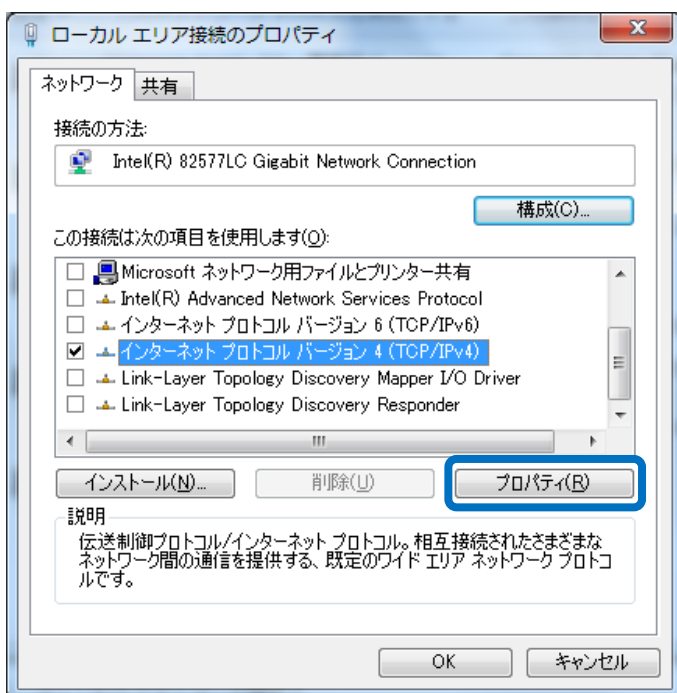 ローカル エリア接続のプロパティ
ネットワーク 共有
接続の方法:
Intel(R) 82577LC Gigabit Network Connection
構成(C)...
この接続は次の項目を使用します(O):
Microsoft ネットワーク用ファイルとプリンター共有
Intel(R) Advanced Network Services Protocol
インターネット プロトコル バージョン 6 (TCP/IPv6)
インターネット プロトコル バージョン 4 (TCP/IPv4)
Link-Layer Topology Discovery Mapper I/O Driver
Link-Layer Topology Discovery Responder
インストール(N)... 削除(U) プロパティ(R)
説明
伝送制御プロトコル/インターネット プロトコル。相互接続されたさまざまな
ネットワーク間の通信を提供する、既定のワイド エリア ネットワーク プロトコ
ルです。
OK キャンセル